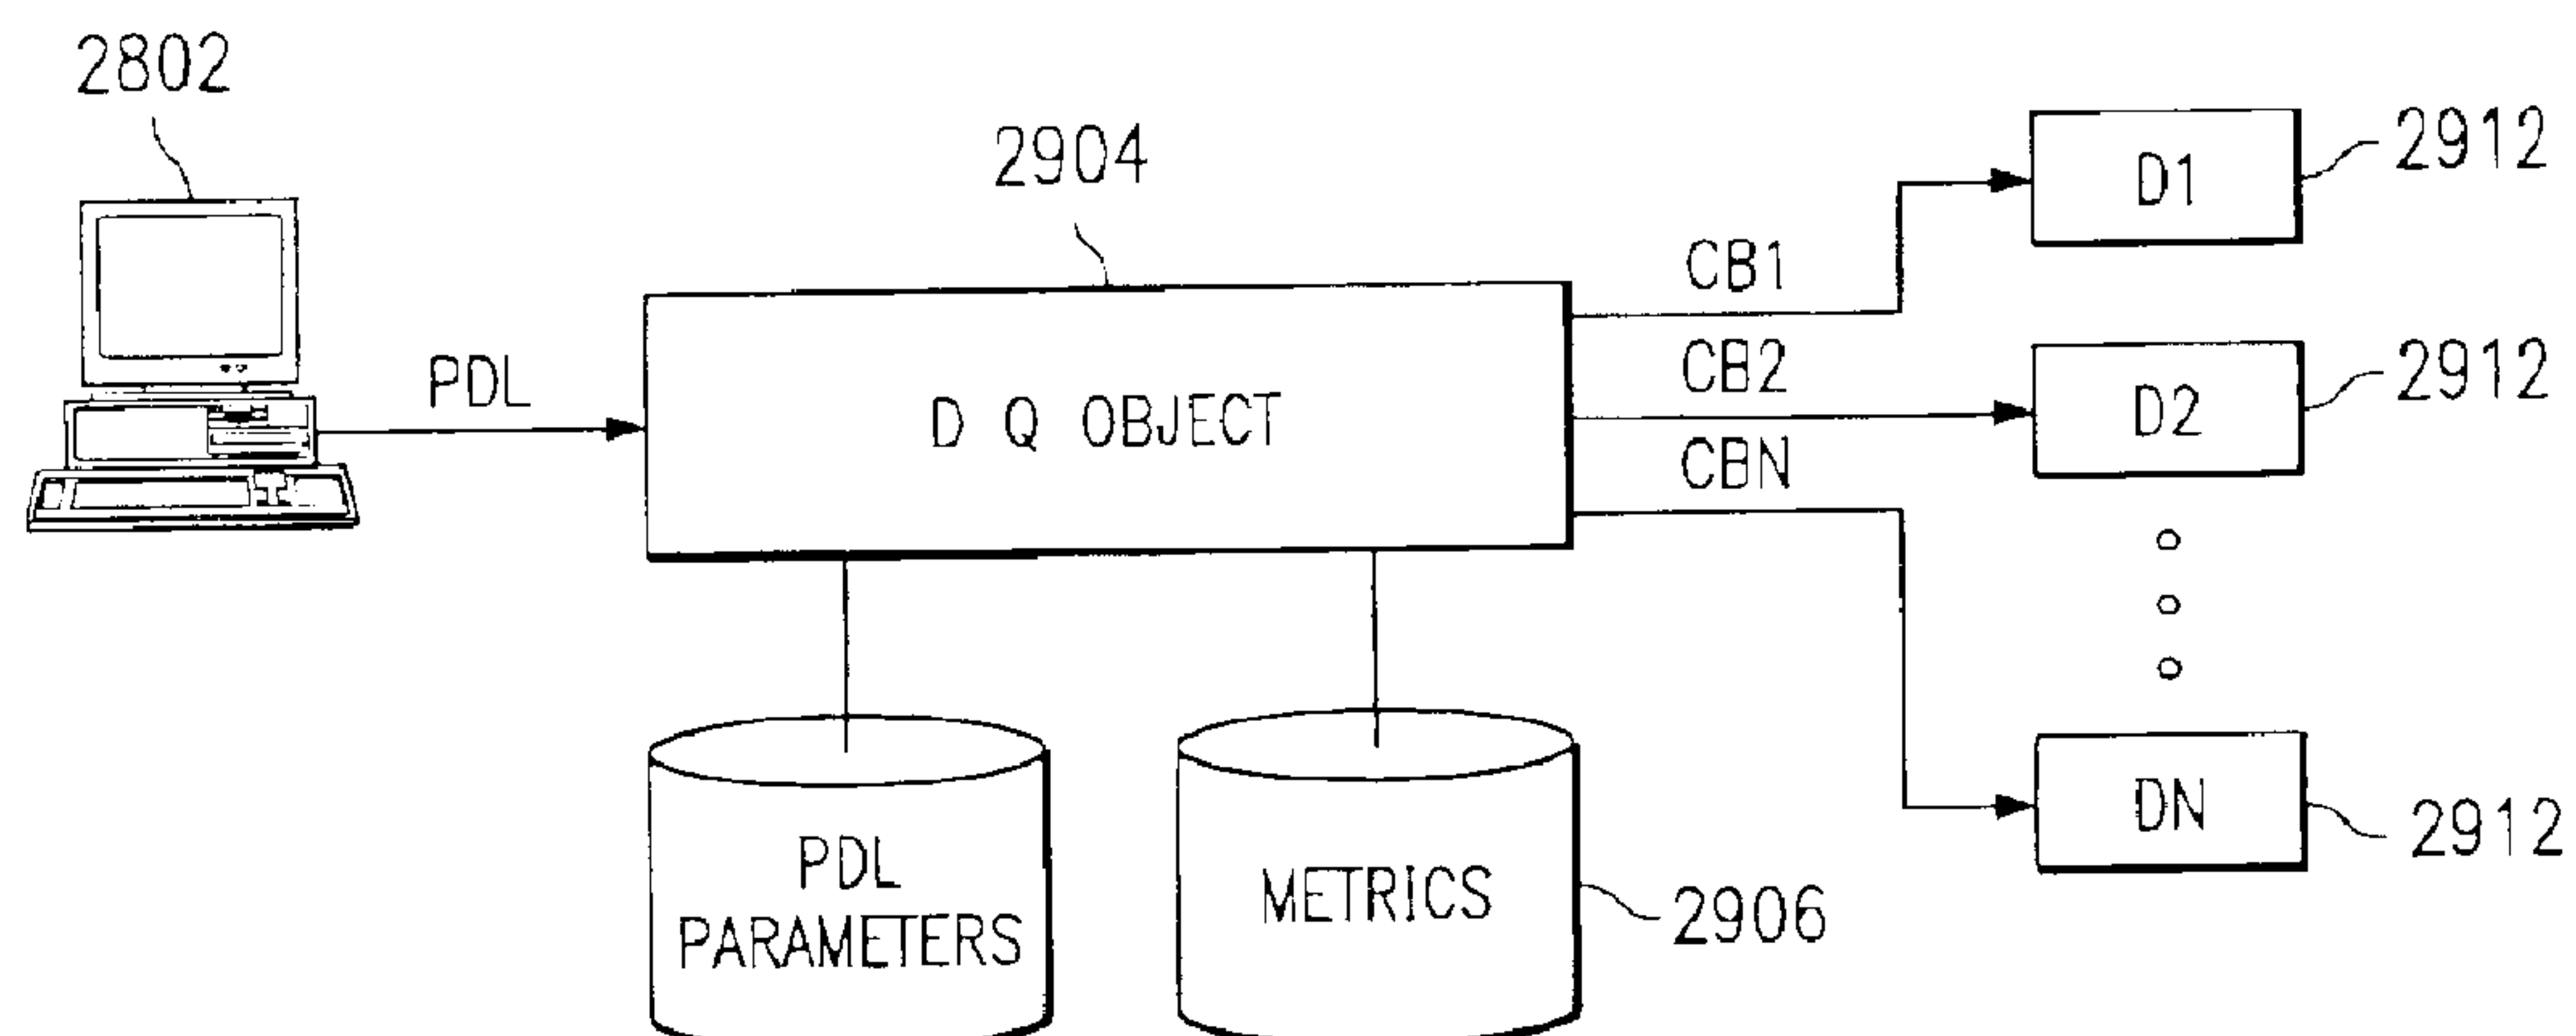 2802
2904
2912
D1
CB1
PDL
D Q OBJECT
CB2
D2
2912
CBN
PDL
PARAMETERS
METRICS
2906
DN
2912